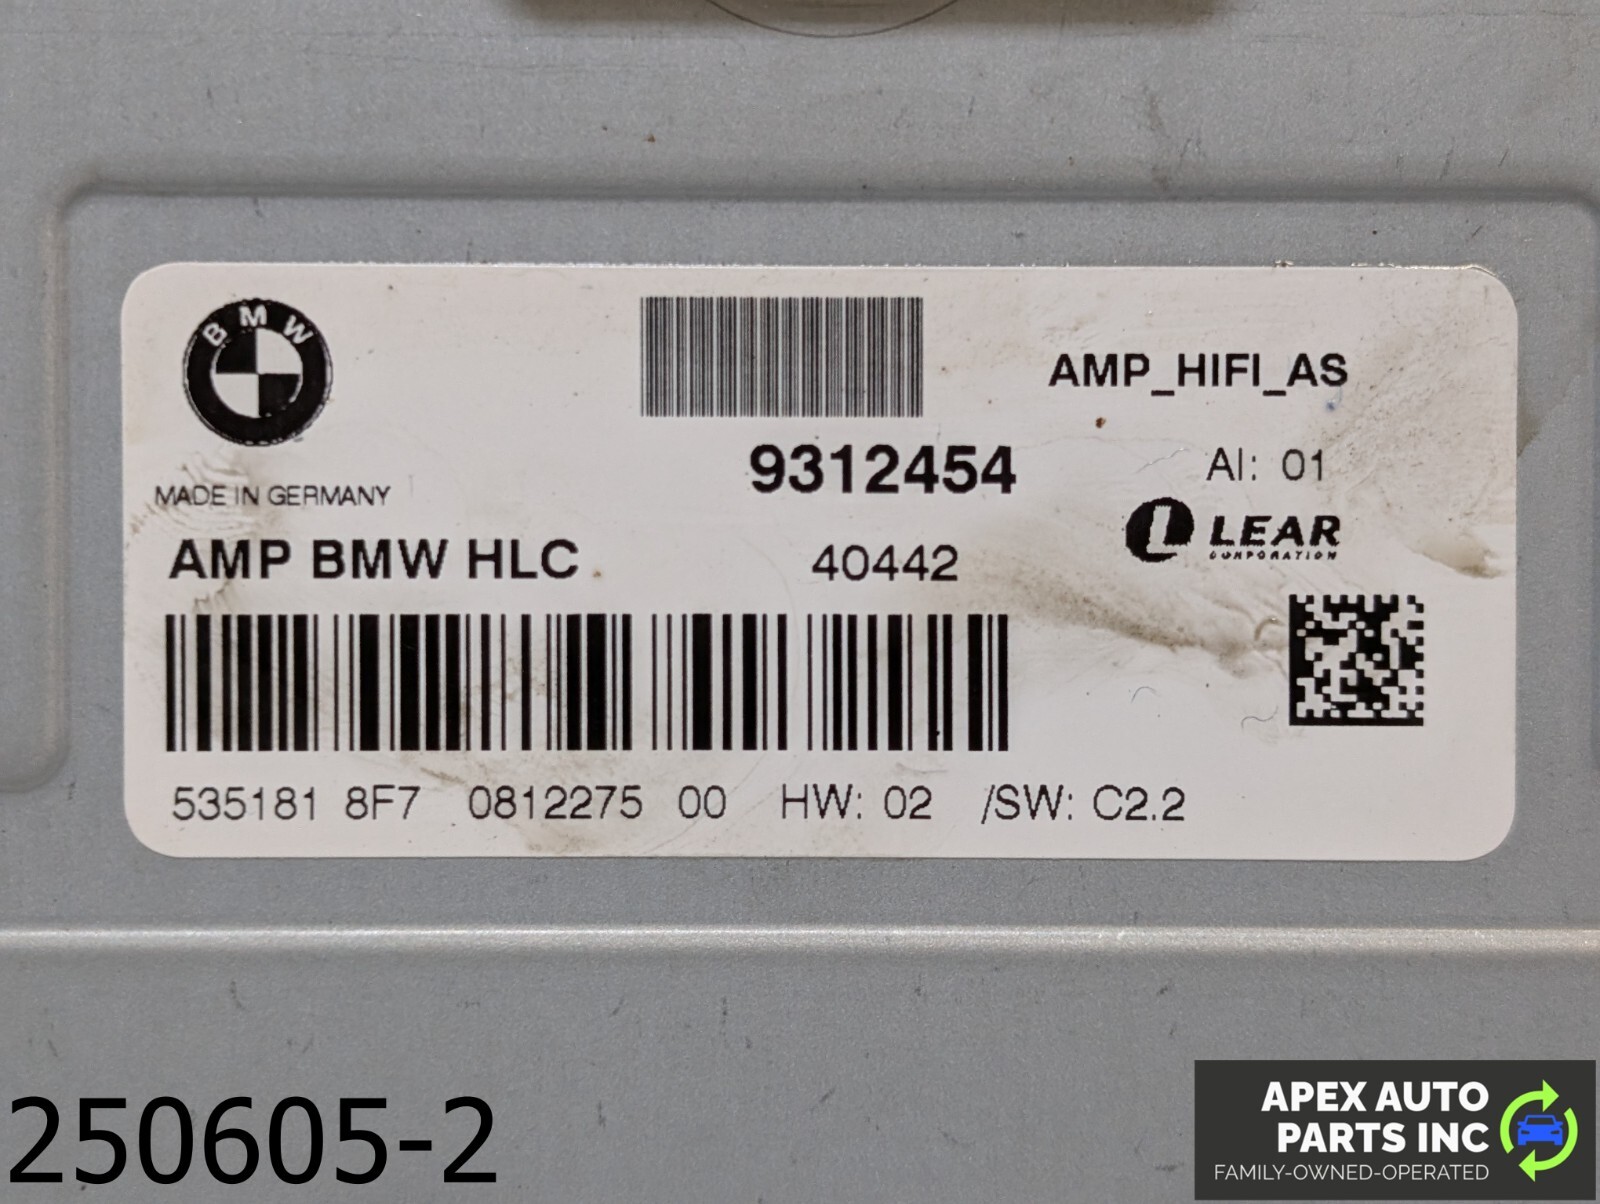 BMW
AMP_HIFI_AS
9312454
AI: 01
MADE IN GERMANY
LEAR
CORPORATION
AMP BMW HLC
40442
535181 8F7 0812275 00 HW: 02 /SW: C2.2
250605-2
APEX AUTO
PARTS INC
FAMILY-OWNED-OPERATED